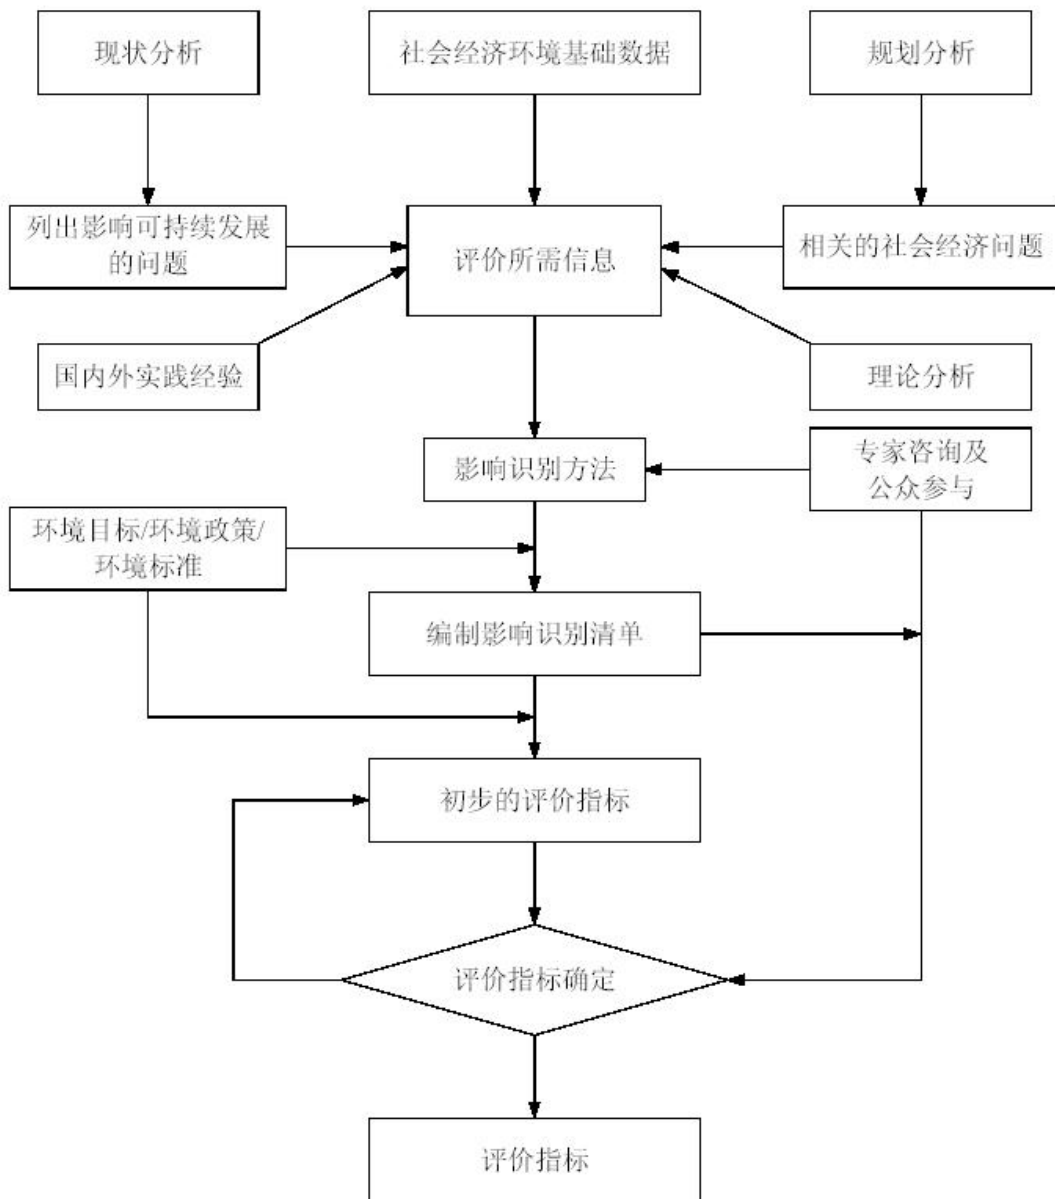 现状分析
社会经济环境基础数据
规划分析
列出影响可持续发展
的问题
评价所需信息
相关的社会经济问题
国内外实践经验
理论分析
影响识别方法
专家咨询及
公众参与
环境目标/环境政策/
环境标准
编制影响识别清单
初步的评价指标
评价指标确定
评价指标